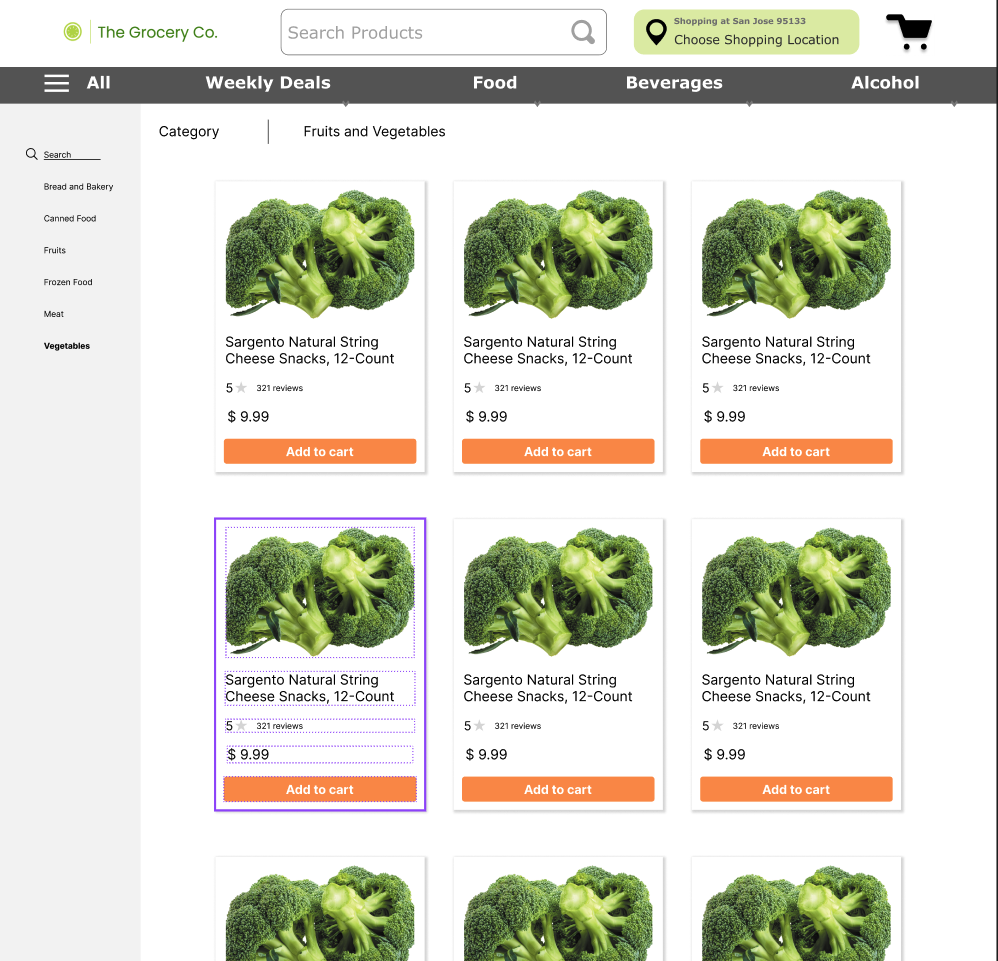 The Grocery Co.
Search Products
Shopping at San Jose 95133
Choose Shopping Location
All
Weekly Deals
Food
Beverages
Alcohol
Category
Fruits and Vegetables
Search
Bread and Bakery
Canned Food
Fruits
Frozen Food
Meat
Vegetables
Sargento Natural String
Cheese Snacks, 12-Count
5
321 reviews
$ 9.99
Add to cart
Sargento Natural String
Cheese Snacks, 12-Count
5
321 reviews
$ 9.99
Add to cart
Sargento Natural String
Cheese Snacks, 12-Count
5
321 reviews
$ 9.99
Add to cart
Sargento Natural String
Cheese Snacks, 12-Count
5
321 reviews
$ 9.99
Add to cart
Sargento Natural String
Cheese Snacks, 12-Count
5
321 reviews
$ 9.99
Add to cart
Sargento Natural String
Cheese Snacks, 12-Count
5
321 reviews
$ 9.99
Add to cart